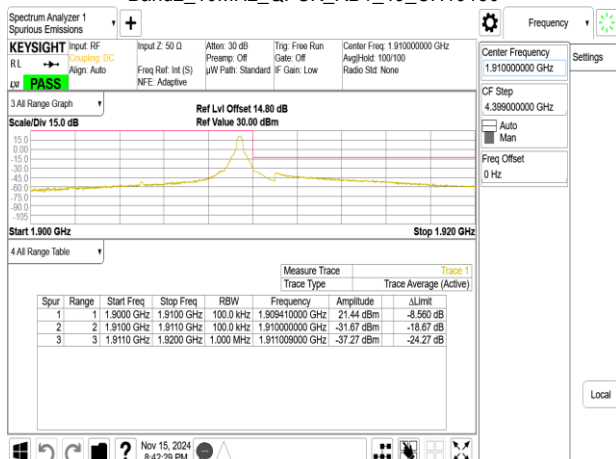 Spectrum Analyzer 1
Spurious Emissions
Frequency
KEYSIGHT
RL
Input: RF
Coupling: DC
Align: Auto
Input Z: 50 Ω
Freq Ref: Int (S)
NFE: Adaptive
Atten: 30 dB
Preamp: Off
µW Path: Standard
Trig: Free Run
Gate: Off
IF Gain: Low
Center Freq: 1.910000000 GHz
Avg|Hold: 100/100
Radio Std: None
PASS
3 All Range Graph
Scale/Div 15.0 dB
Ref Lvl Offset 14.80 dB
Ref Value 30.00 dBm
15.0
0.00
-15.0
-30.0
-45.0
-60.0
-75.0
-90.0
-105
Start 1.900 GHz
Stop 1.920 GHz
4 All Range Table
Measure Trace Trace 1
Trace Type Trace Average (Active)
Spur Range Start Freq Stop Freq RBW Frequency Amplitude ΔLimit
1 1 1.9000 GHz 1.9100 GHz 100.0 kHz 1.909410000 GHz 21.44 dBm -8.560 dB
2 2 1.9100 GHz 1.9110 GHz 100.0 kHz 1.910000000 GHz -31.67 dBm -18.67 dB
3 3 1.9110 GHz 1.9200 GHz 1.000 MHz 1.911009000 GHz -37.27 dBm -24.27 dB
Center Frequency
1.910000000 GHz
Settings
CF Step
4.399000000 GHz
Auto
Man
Freq Offset
0 Hz
Local
Nov 15, 2024
8:42:29 PM